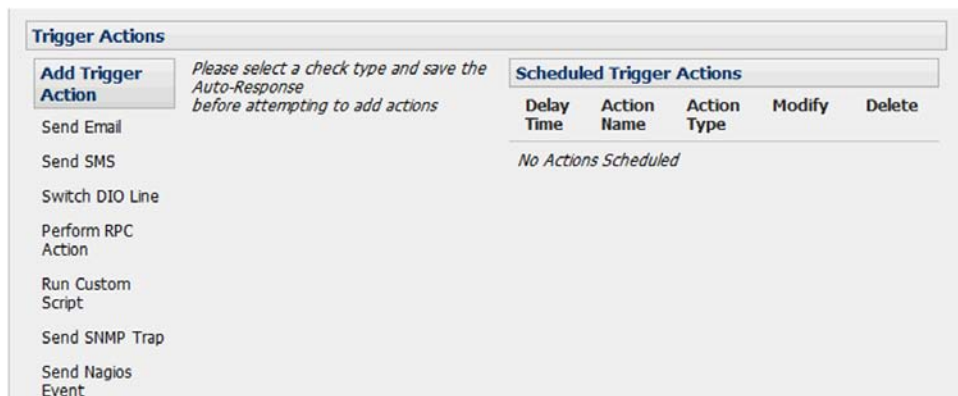 Trigger Actions
Add Trigger
Action
Send Email
Send SMS
Switch DIO Line
Perform RPC
Action
Run Custom
Script
Send SNMP Trap
Send Nagios
Event
Please select a check type and save the
Auto-Response
before attempting to add actions
Scheduled Trigger Actions
Delay Time Action Name Action Type Modify Delete
No Actions Scheduled